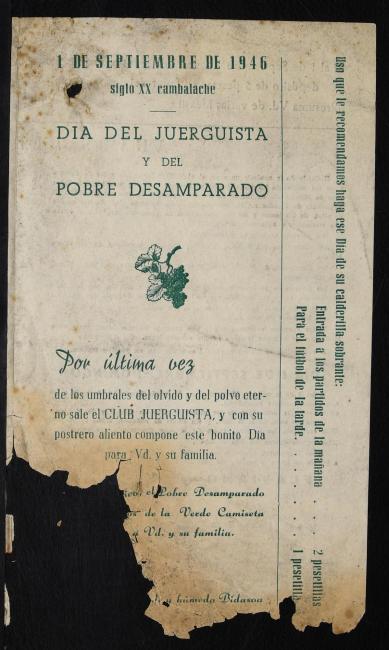 1 DE SEPTIEMBRE DE 1946
siglo XX cambalache
DIA DEL JUERGUISTA
Y DEL
POBRE DESAMPARADO
Por última vez
de los umbrales del olvido y del polvo eter-
no sale el CLUB JUERGUISTA, y con su
postrero aliento compone este bonito Día
para Vd. y su familia.
el Pobre Desamparado
de la Verde Camiseta
a Vd. y su familia.
y húmedo Bidasoa
Uso que le recomendamos haga ese Día de su calderilla sobrante:
Entrada a los partidos de la mañana . . . 2 pesetillas
Para el fútbol de la tarde. . . . . . . 1 pesetilla